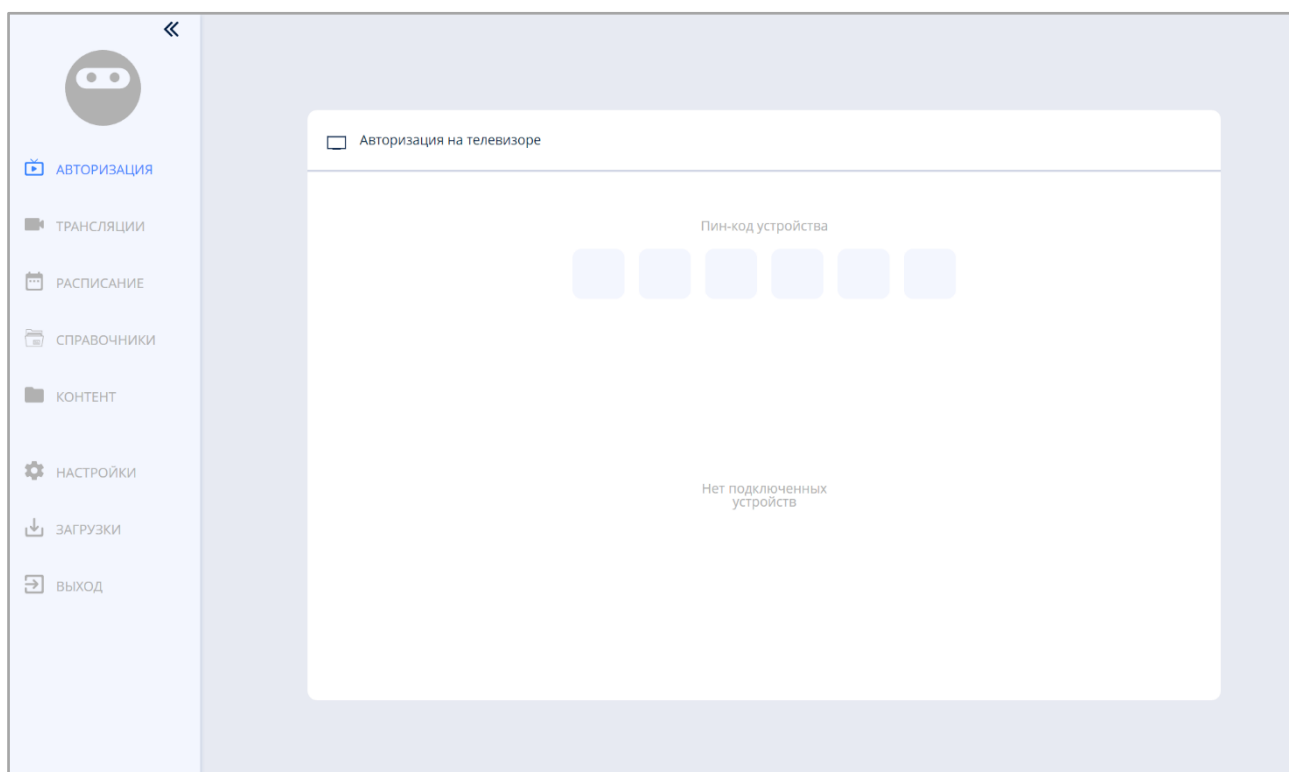 АВТОРИЗАЦИЯ
ТРАНСЛЯЦИИ
РАСПИСАНИЕ
СПРАВОЧНИКИ
КОНТЕНТ
НАСТРОЙКИ
ЗАГРУЗКИ
ВЫХОД
Авторизация на телевизоре
Пин-код устройства
Нет подключенных
устройств